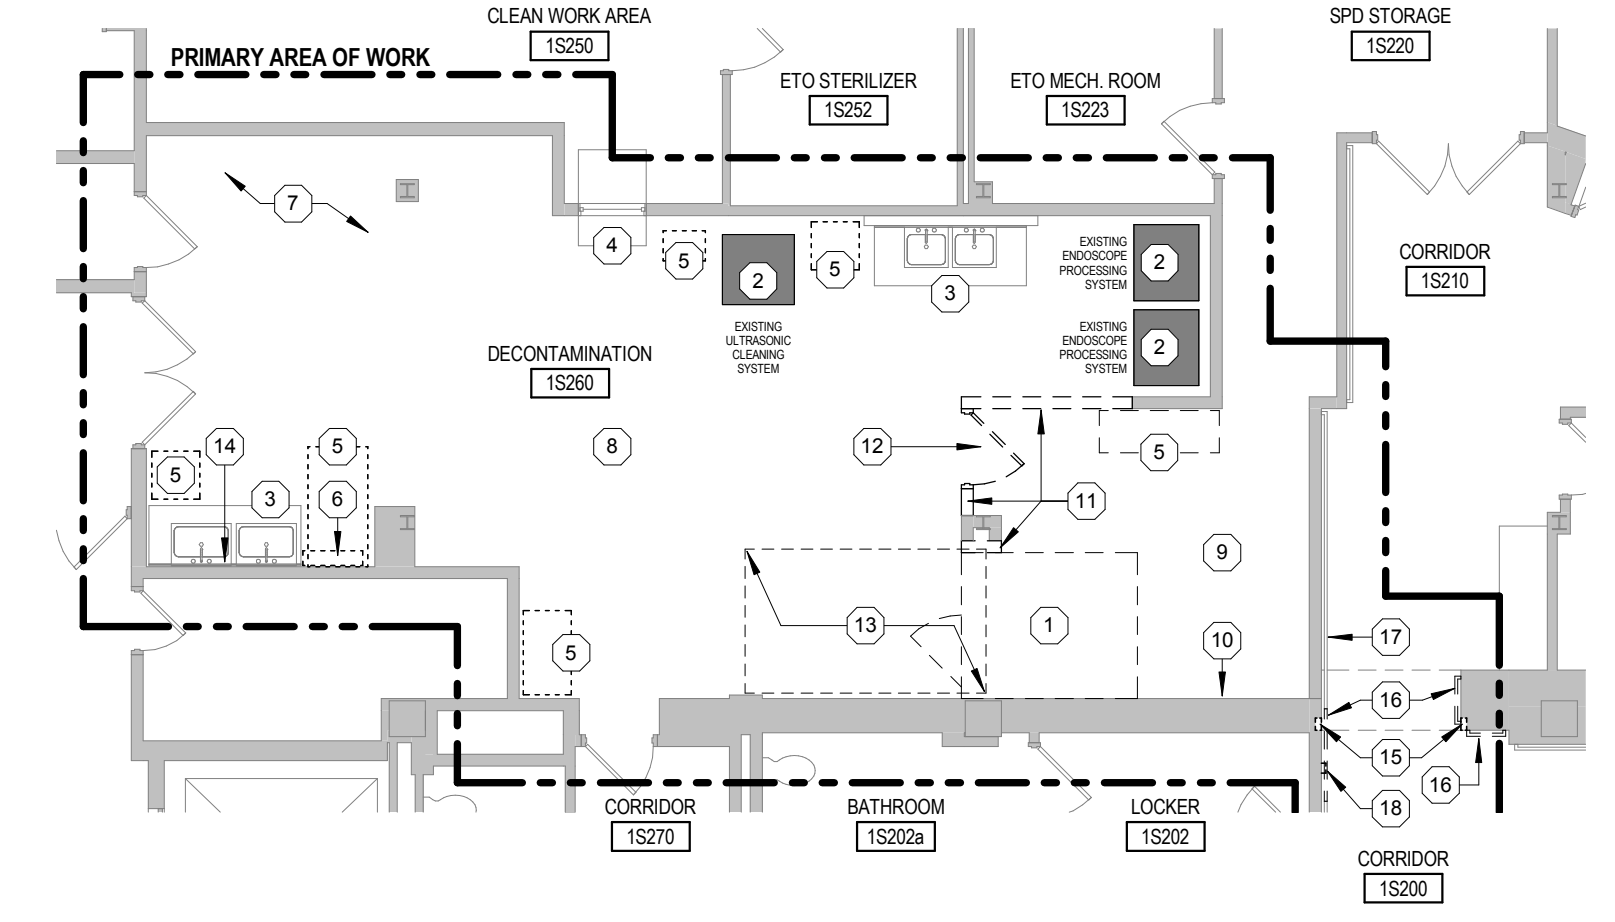 CLEAN WORK AREA
1S250
SPD STORAGE
1S220
PRIMARY AREA OF WORK
ETO STERILIZER
1S252
ETO MECH. ROOM
1S223
7
4
5
2
5
3
EXISTING
ENDOSCOPE
PROCESSING
SYSTEM
2
CORRIDOR
1S210
EXISTING
ULTRASONIC
CLEANING
SYSTEM
EXISTING
ENDOSCOPE
PROCESSING
SYSTEM
2
DECONTAMINATION
1S260
14
5
8
12
5
5
3
6
11
9
13
1
10
17
5
16
15
16
18
CORRIDOR
1S270
BATHROOM
1S202a
LOCKER
1S202
CORRIDOR
1S200